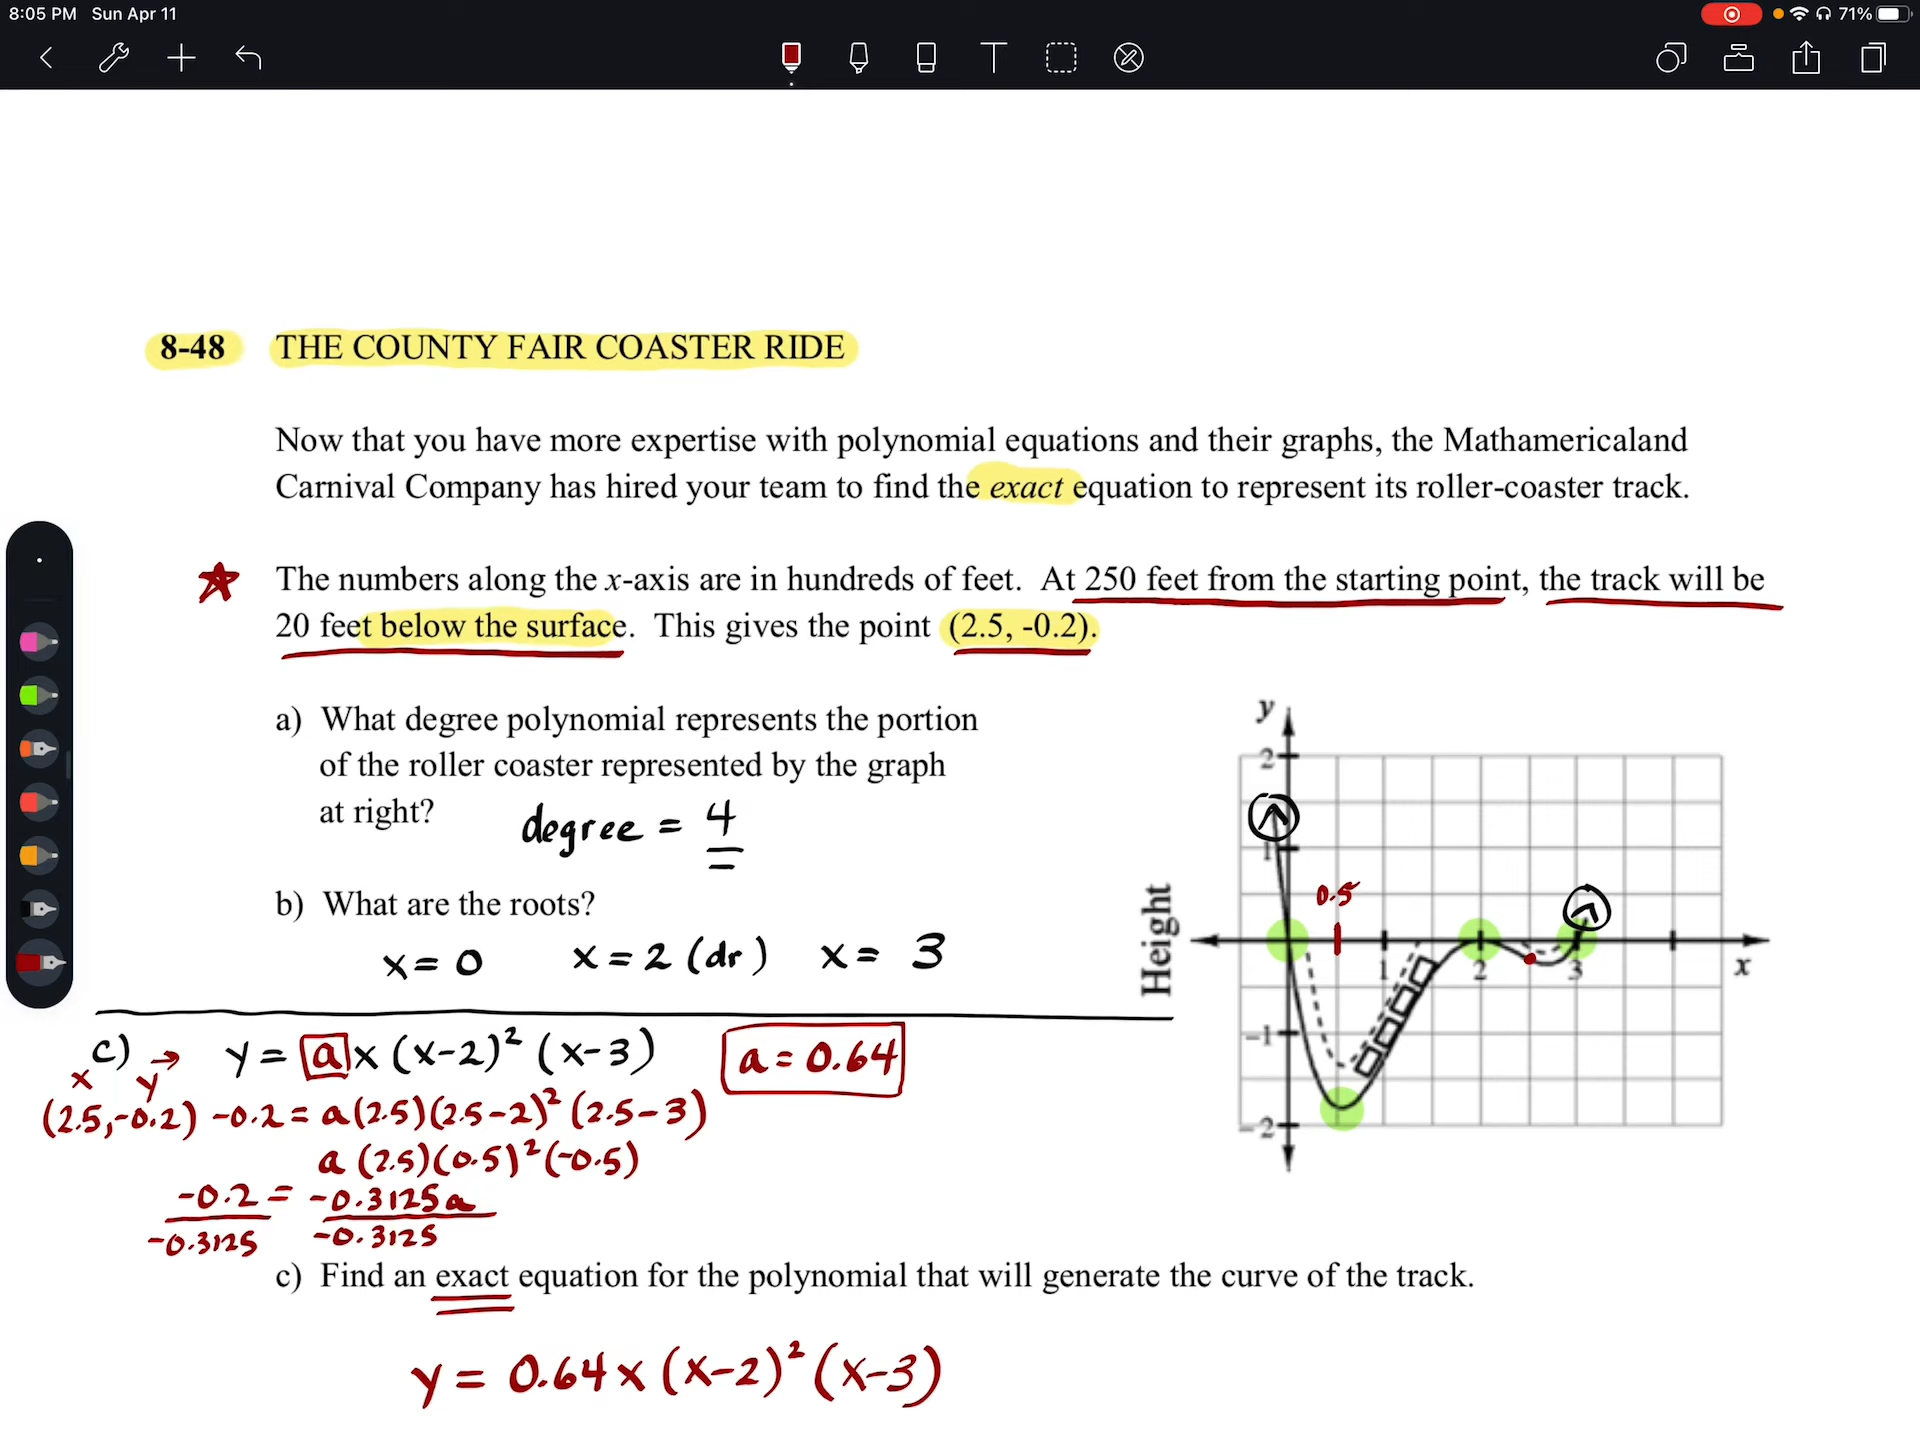 8:05 PM Sun Apr 11
71%
8-48 THE COUNTY FAIR COASTER RIDE
Now that you have more expertise with polynomial equations and their graphs, the Mathamericaland
Carnival Company has hired your team to find the exact equation to represent its roller-coaster track.
The numbers along the x-axis are in hundreds of feet. At 250 feet from the starting point, the track will be
20 feet below the surface. This gives the point (2.5, -0.2).
a) What degree polynomial represents the portion
of the roller coaster represented by the graph
at right? degree = 4
b) What are the roots?
x = 0 x = 2 (dr) x = 3
y
2
1
0.5
Height
1 2 3 x
-1
-2
c) y = a x (x-2)² (x-3) a = 0.64
x y
(2.5, -0.2) -0.2 = a(2.5)(2.5-2)² (2.5-3)
a (2.5)(0.5)² (-0.5)
-0.2 = -0.3125a
-0.3125 -0.3125
c) Find an exact equation for the polynomial that will generate the curve of the track.
y = 0.64x (x-2)² (x-3)